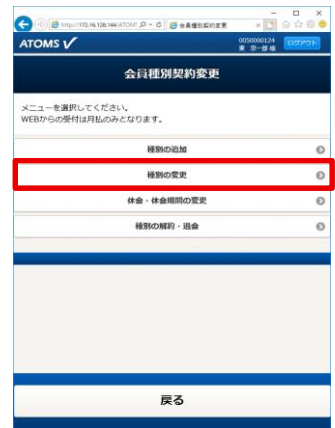 http://172.16.126.144/ATOM!
会員種別契約変更
ATOMS V
0050000124
東 京一郎 様
ログアウト
会員種別契約変更
メニューを選択してください。
WEBからの受付は月払のみとなります。
種別の追加
種別の変更
休会・休会期間の変更
種別の解約・退会
戻る